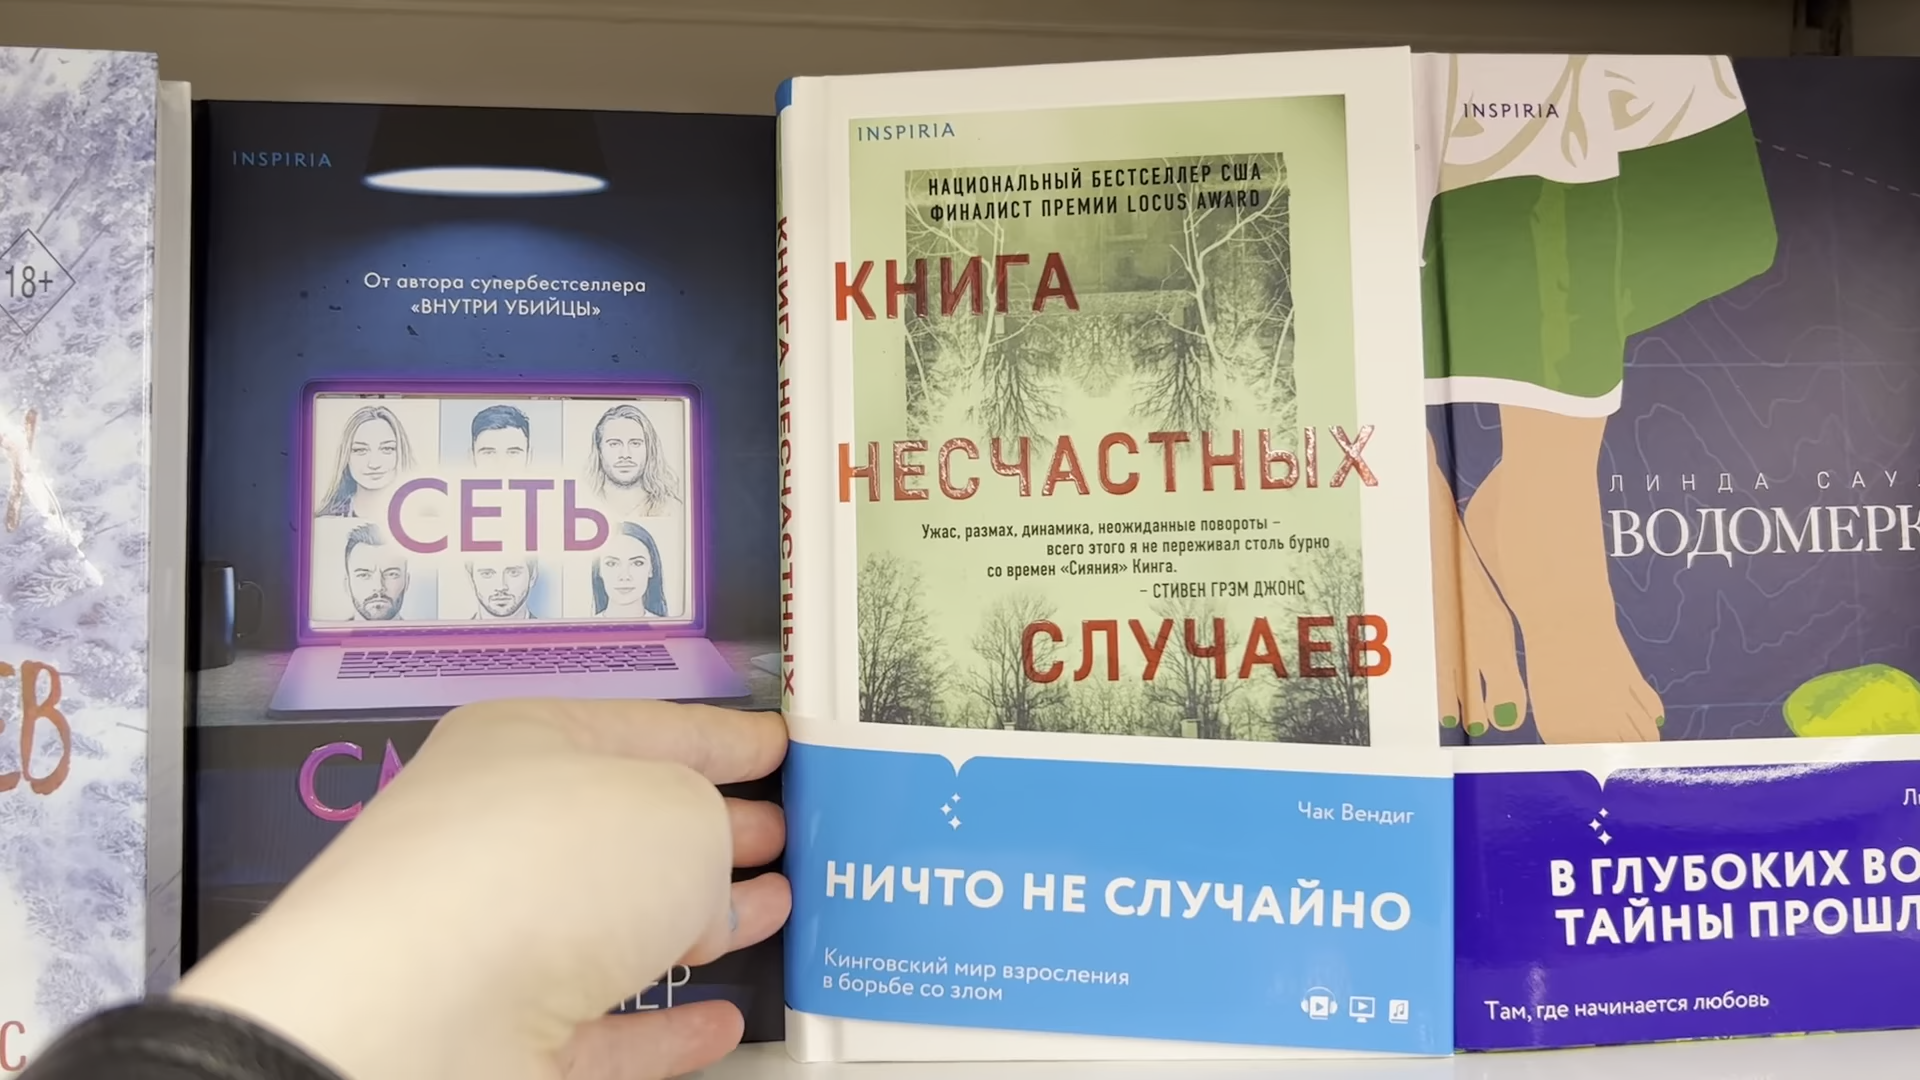 18+
INSPIRIA
От автора супербестселлера
«ВНУТРИ УБИЙЦЫ»
СЕТЬ
КНИГА НЕСЧАСТНЫХ
INSPIRIA
НАЦИОНАЛЬНЫЙ БЕСТСЕЛЛЕР США
ФИНАЛИСТ ПРЕМИИ LOCUS AWARD
КНИГА
НЕСЧАСТНЫХ
Ужас, размах, динамика, неожиданные повороты –
всего этого я не переживал столь бурно
со времен «Сияния» Кинга.
– СТИВЕН ГРЭМ ДЖОНС
СЛУЧАЕВ
Чак Вендиг
НИЧТО НЕ СЛУЧАЙНО
Кинговский мир взросления
в борьбе со злом
INSPIRIA
ЛИНДА САУ
ВОДОМЕРК
В ГЛУБОКИХ ВО
ТАЙНЫ ПРОШЛ
Там, где начинается любовь